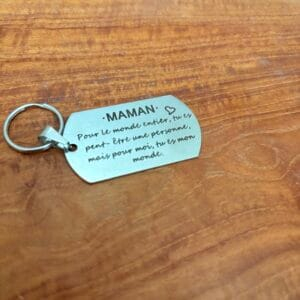 ·MAMAN·
Pour le monde entier, tu es
peut-être une personne,
mais pour moi, tu es mon
monde.